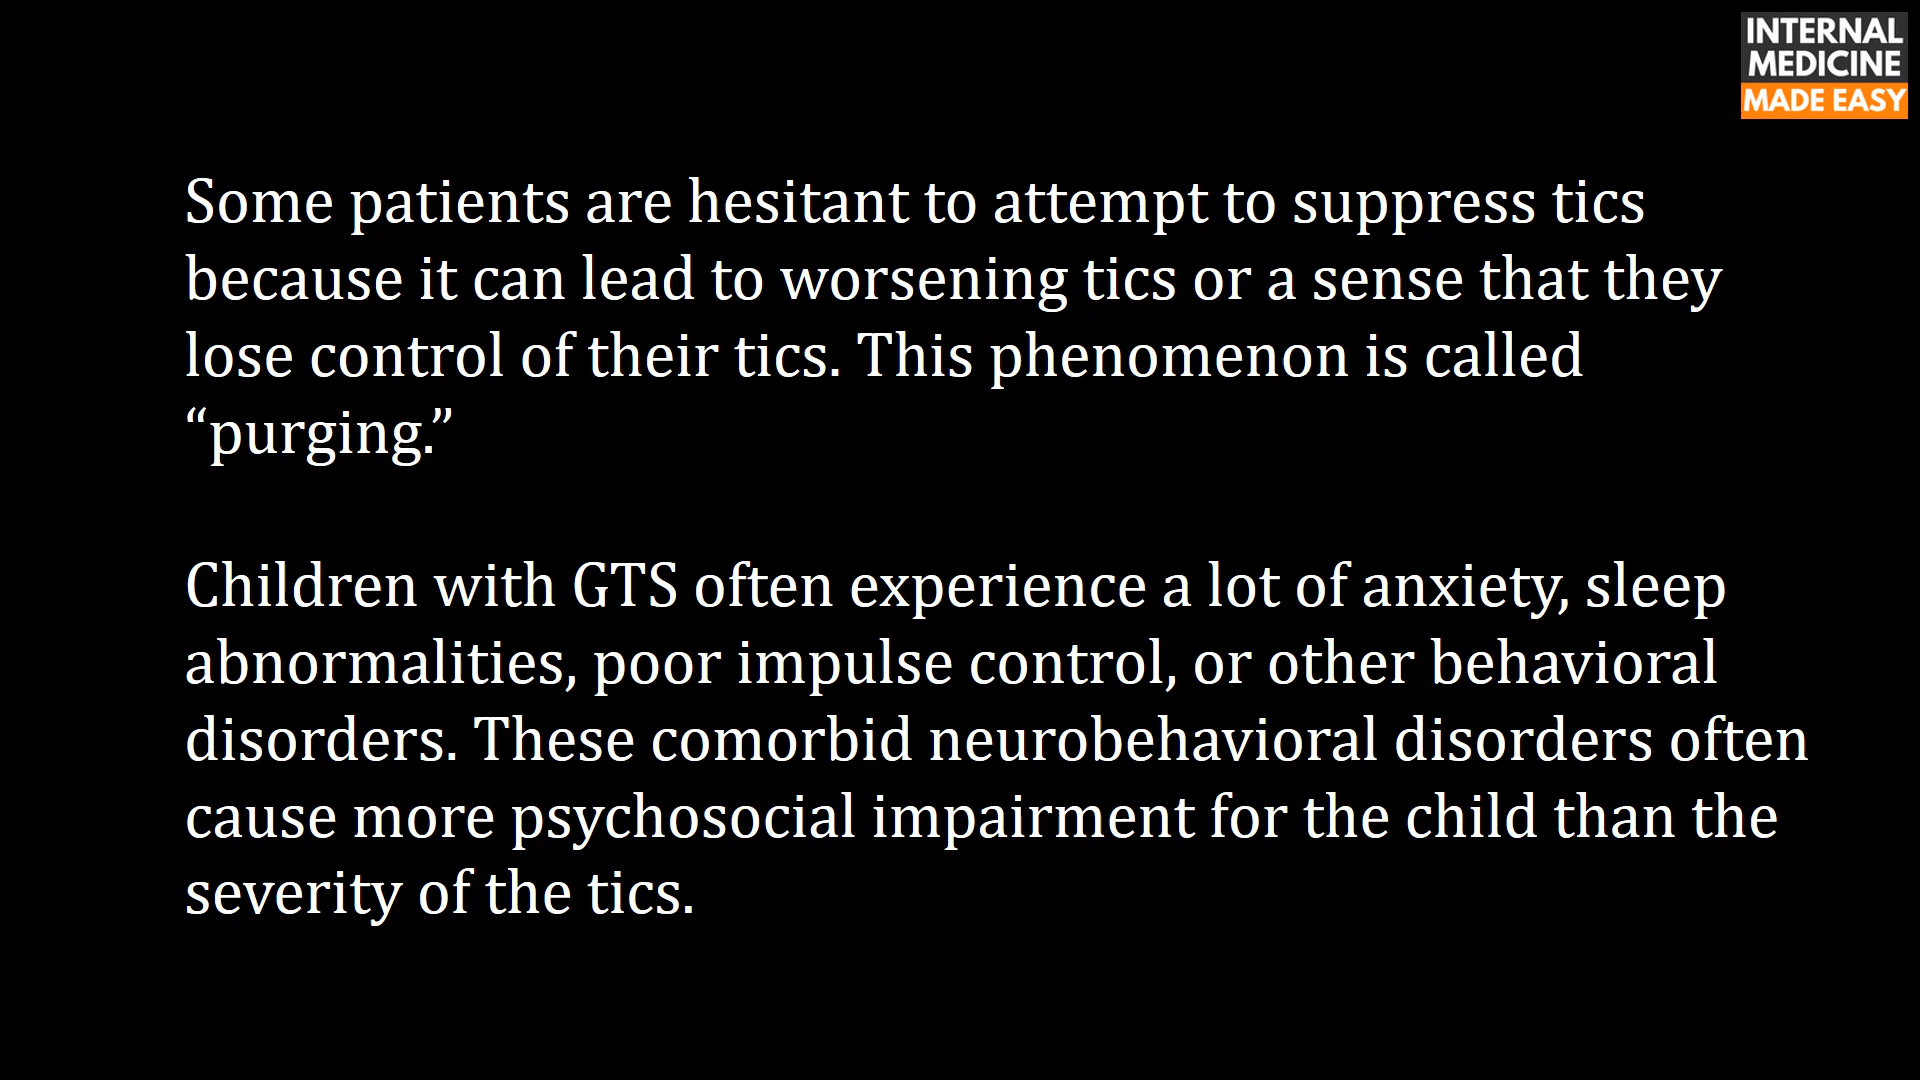 INTERNAL
MEDICINE
MADE EASY
Some patients are hesitant to attempt to suppress tics
because it can lead to worsening tics or a sense that they
lose control of their tics. This phenomenon is called
“purging.”
Children with GTS often experience a lot of anxiety, sleep
abnormalities, poor impulse control, or other behavioral
disorders. These comorbid neurobehavioral disorders often
cause more psychosocial impairment for the child than the
severity of the tics.